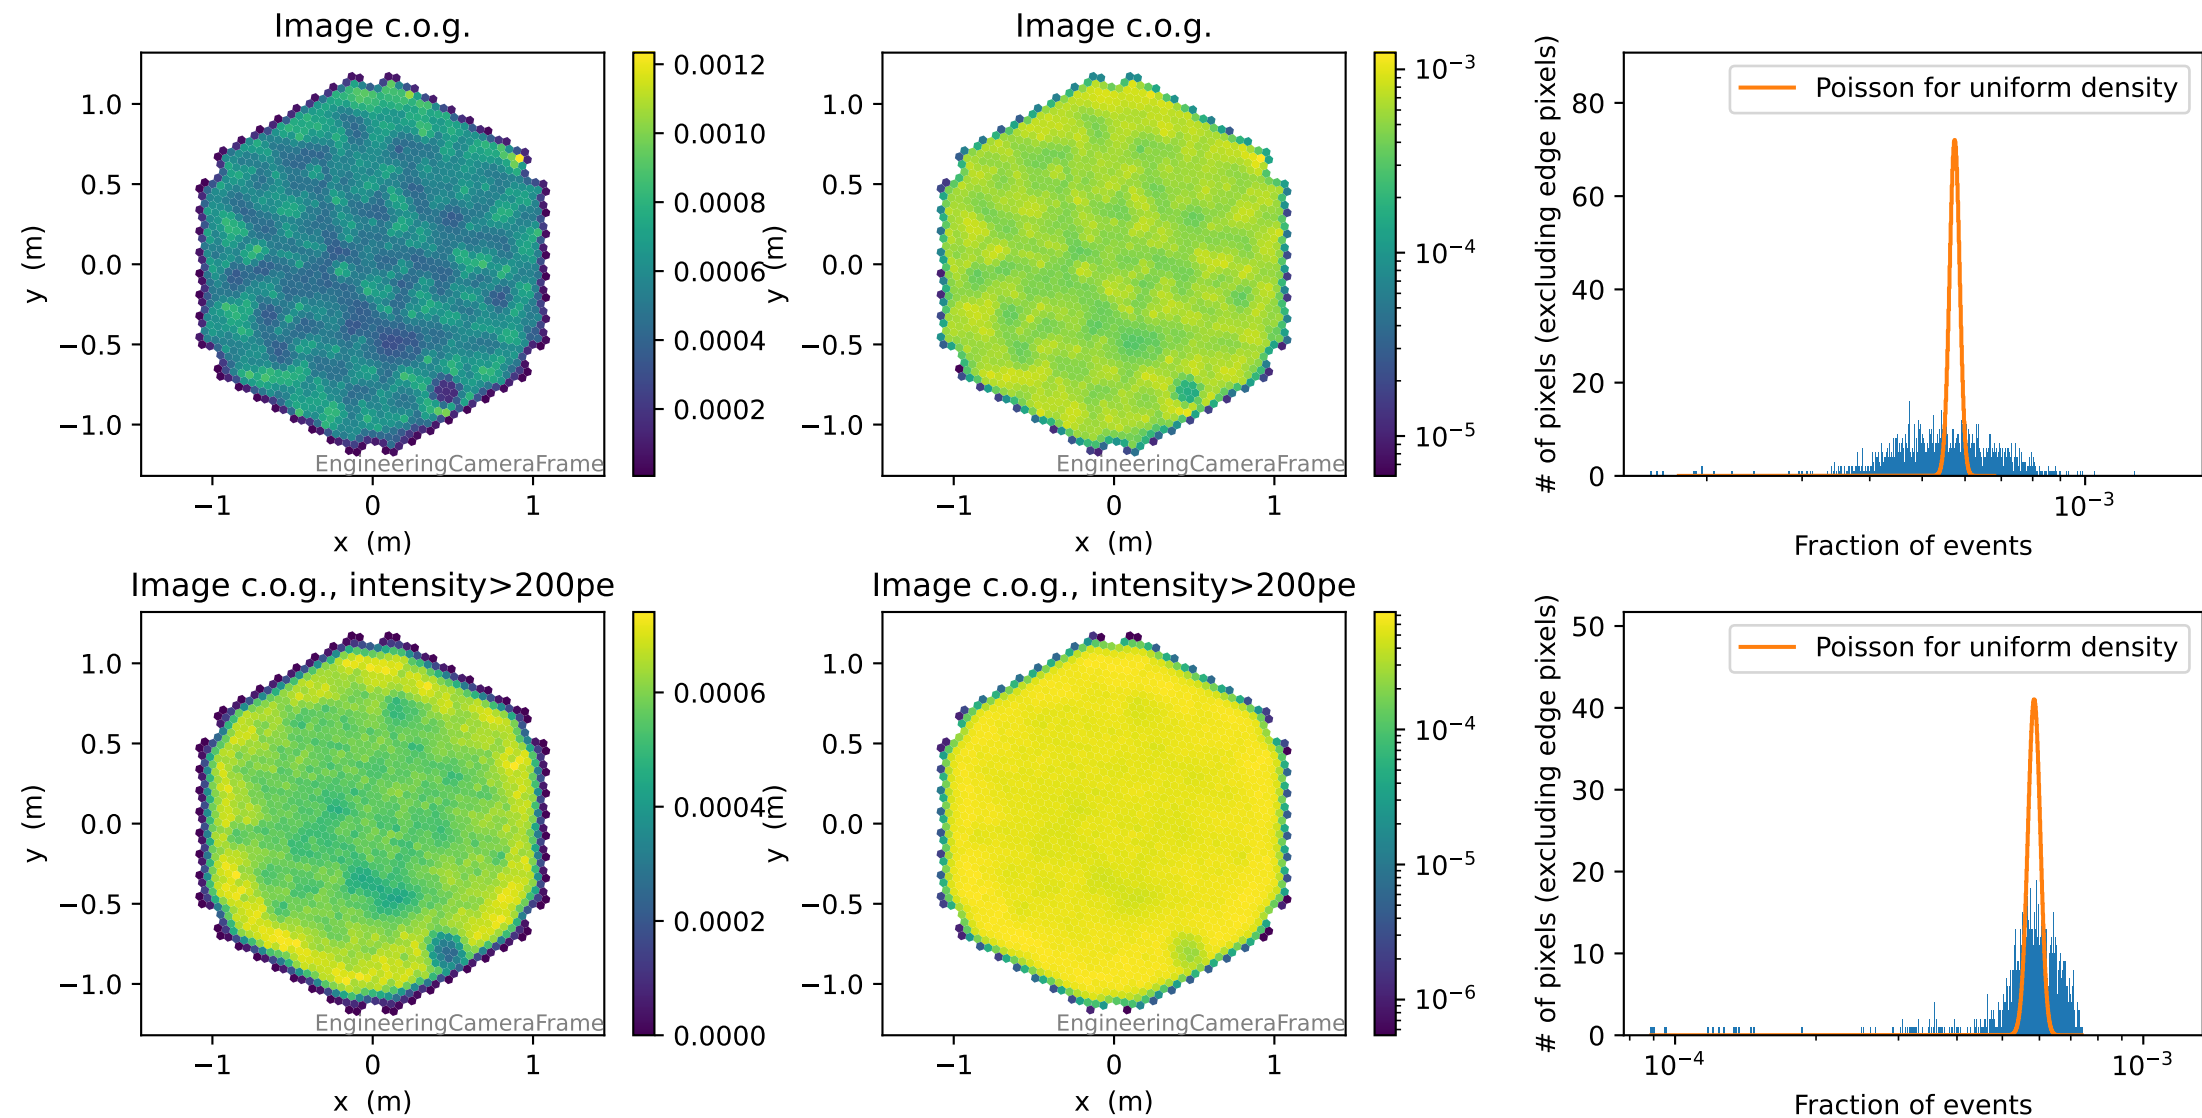 Image c.o.g.
1.0
0.5
0.0
−0.5
−1.0
y (m)
−1
0
1
x (m)
EngineeringCameraFrame
0.0012
0.0010
0.0008
0.0006
0.0004
0.0002
Image c.o.g.
1.0
0.5
0.0
−0.5
−1.0
y (m)
−1
0
1
x (m)
EngineeringCameraFrame
10−3
10−4
10−5
# of pixels (excluding edge pixels)
80
60
40
20
0
Poisson for uniform density
10−3
Fraction of events
Image c.o.g., intensity>200pe
1.0
0.5
0.0
−0.5
−1.0
y (m)
−1
0
1
x (m)
EngineeringCameraFrame
0.0006
0.0004
0.0002
0.0000
Image c.o.g., intensity>200pe
1.0
0.5
0.0
−0.5
−1.0
y (m)
−1
0
1
x (m)
EngineeringCameraFrame
10−4
10−5
10−6
# of pixels (excluding edge pixels)
50
40
30
20
10
0
Poisson for uniform density
10−4
10−3
Fraction of events